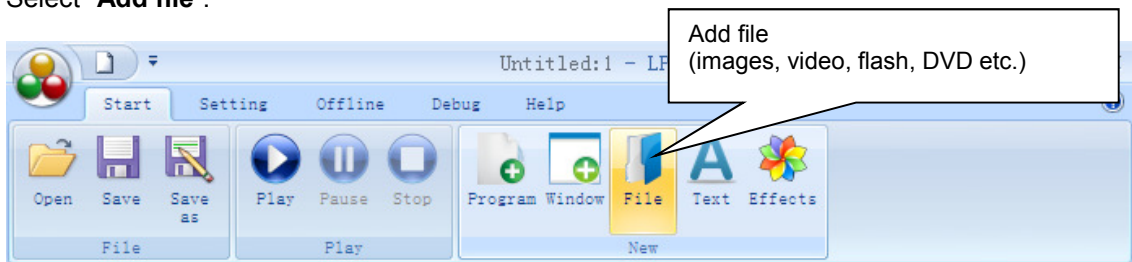 Select "Add file".
Add file
(images, video, flash, DVD etc.)
Untitled:1 - LP
Start Setting Offline Debug Help
Open Save Save as Play Pause Stop Program Window File Text Effects
File Play New